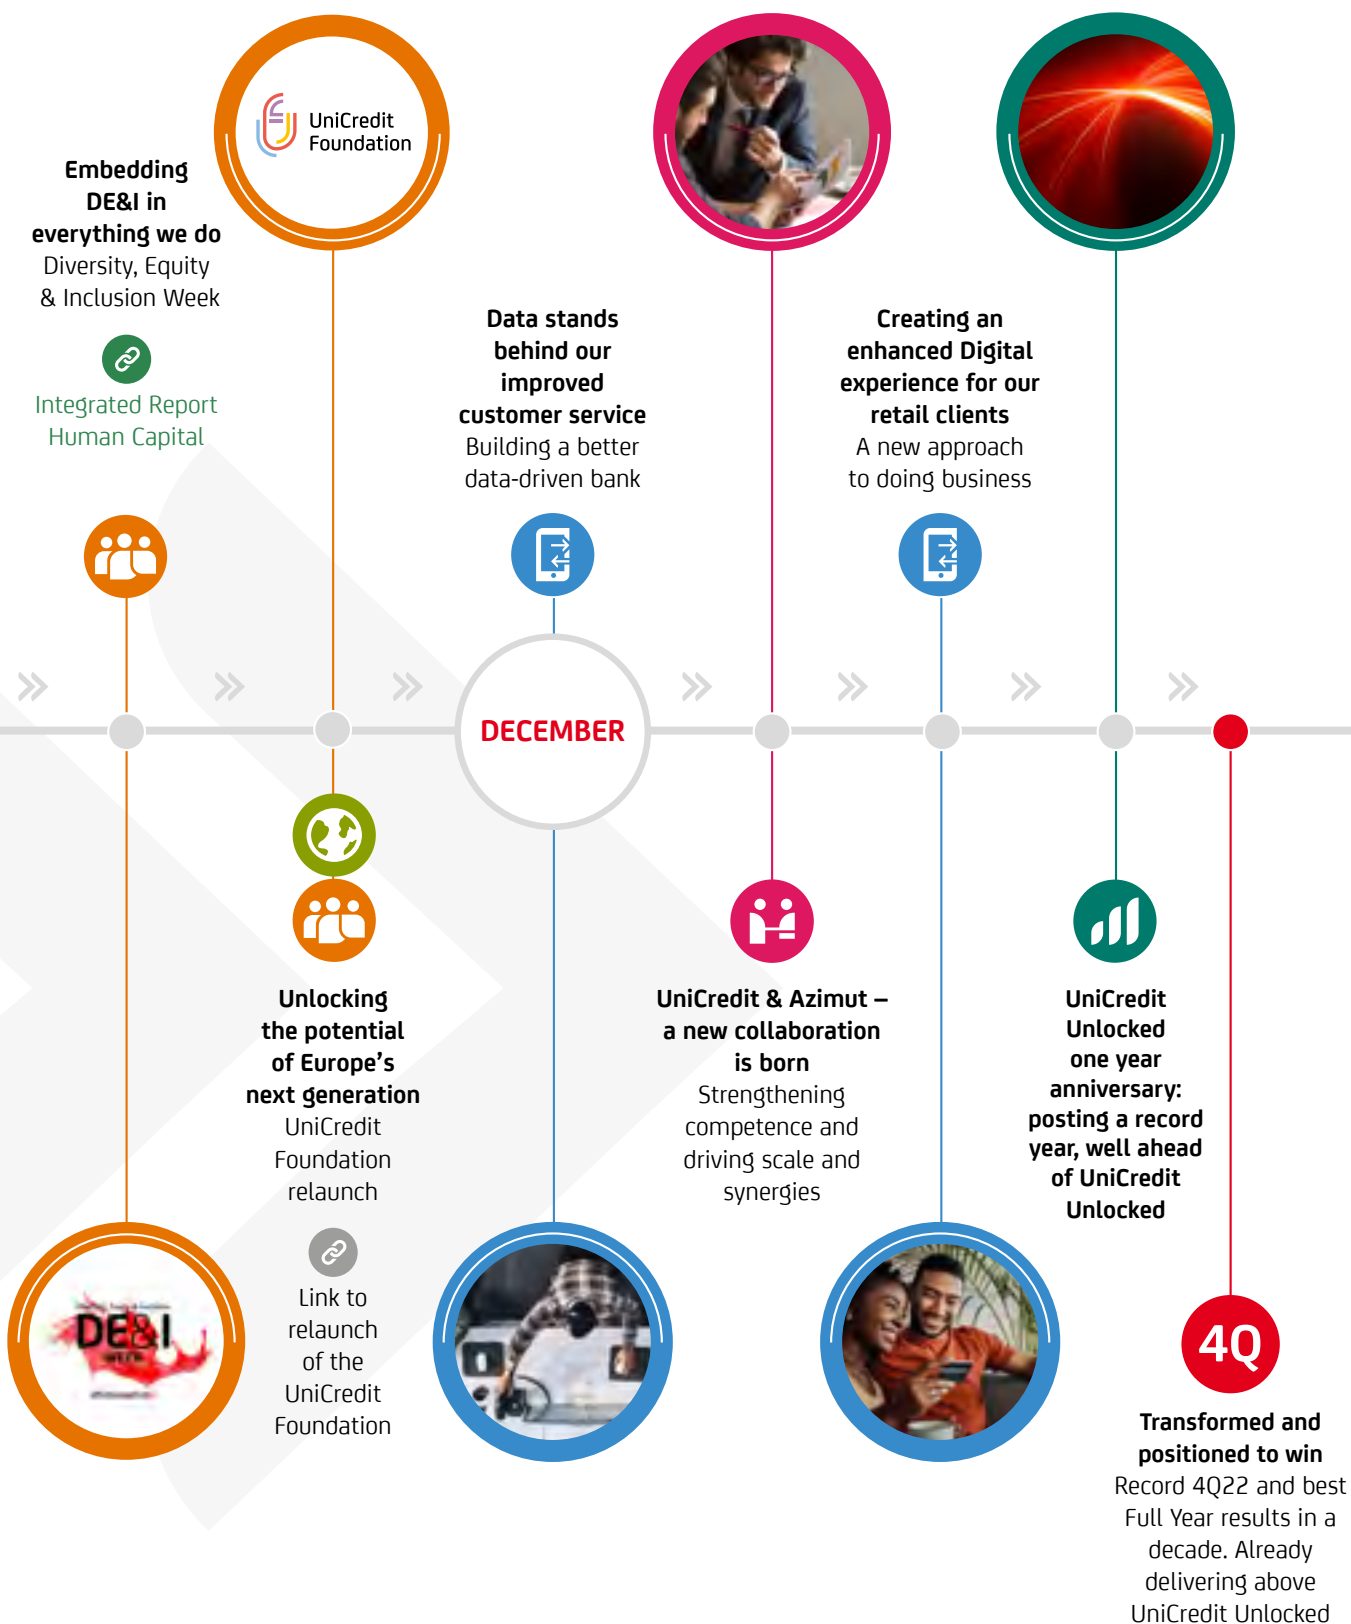 UniCredit
Foundation
Embedding
DE&I in
everything we do
Diversity, Equity
& Inclusion Week
Integrated Report
Human Capital
Data stands
behind our
improved
customer service
Building a better
data-driven bank
Creating an
enhanced Digital
experience for our
retail clients
A new approach
to doing business
DECEMBER
Unlocking
the potential
of Europe’s
next generation
UniCredit
Foundation
relaunch
Link to
relaunch
of the
UniCredit
Foundation
UniCredit & Azimut –
a new collaboration
is born
Strengthening
competence and
driving scale and
synergies
UniCredit
Unlocked
one year
anniversary:
posting a record
year, well ahead
of UniCredit
Unlocked
DE&I
WEEK
4Q
Transformed and
positioned to win
Record 4Q22 and best
Full Year results in a
decade. Already
delivering above
UniCredit Unlocked